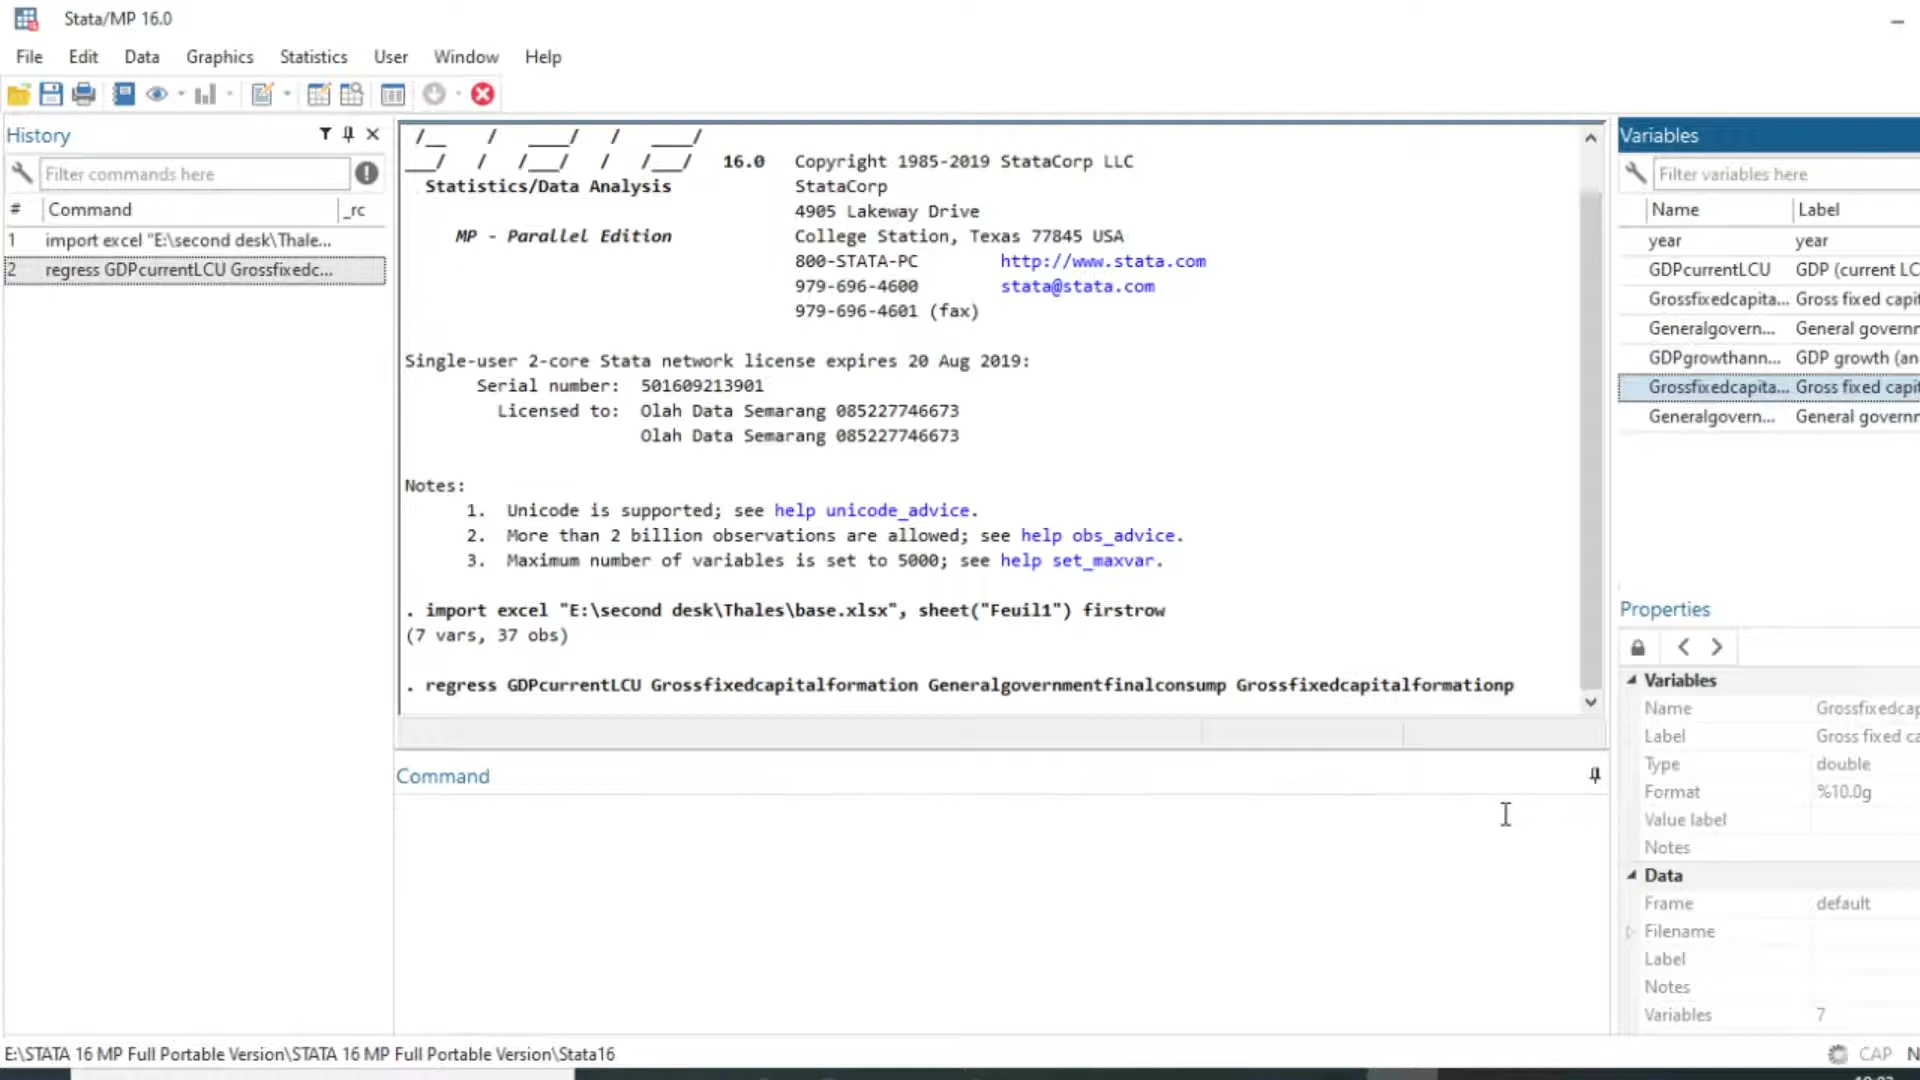 Stata/MP 16.0
File Edit Data Graphics Statistics User Window Help
History
Filter commands here
# Command _rc
1 import excel "E:\second desk\Thale...
2 regress GDPcurrentLCU Grossfixedc...
16.0 Copyright 1985-2019 StataCorp LLC
Statistics/Data Analysis StataCorp
4905 Lakeway Drive
MP - Parallel Edition College Station, Texas 77845 USA
800-STATA-PC http://www.stata.com
979-696-4600 stata@stata.com
979-696-4601 (fax)
Single-user 2-core Stata network license expires 20 Aug 2019:
Serial number: 501609213901
Licensed to: Olah Data Semarang 085227746673
Olah Data Semarang 085227746673
Notes:
1. Unicode is supported; see help unicode_advice.
2. More than 2 billion observations are allowed; see help obs_advice.
3. Maximum number of variables is set to 5000; see help set_maxvar.
. import excel "E:\second desk\Thales\base.xlsx", sheet("Feuil1") firstrow
(7 vars, 37 obs)
. regress GDPcurrentLCU Grossfixedcapitalformation Generalgovernmentfinalconsump Grossfixedcapitalformationp
Command
Variables
Filter variables here
Name Label
year year
GDPcurrentLCU GDP (current LC
Grossfixedcapita... Gross fixed capit
Generalgovern... General governm
GDPgrowthann... GDP growth (an
Grossfixedcapita... Gross fixed capit
Generalgovern... General governm
Properties
Variables
Name Grossfixedcap
Label Gross fixed ca
Type double
Format %10.0g
Value label
Notes
Data
Frame default
Filename
Label
Notes
Variables 7
E:\STATA 16 MP Full Portable Version\STATA 16 MP Full Portable Version\Stata16
CAP N